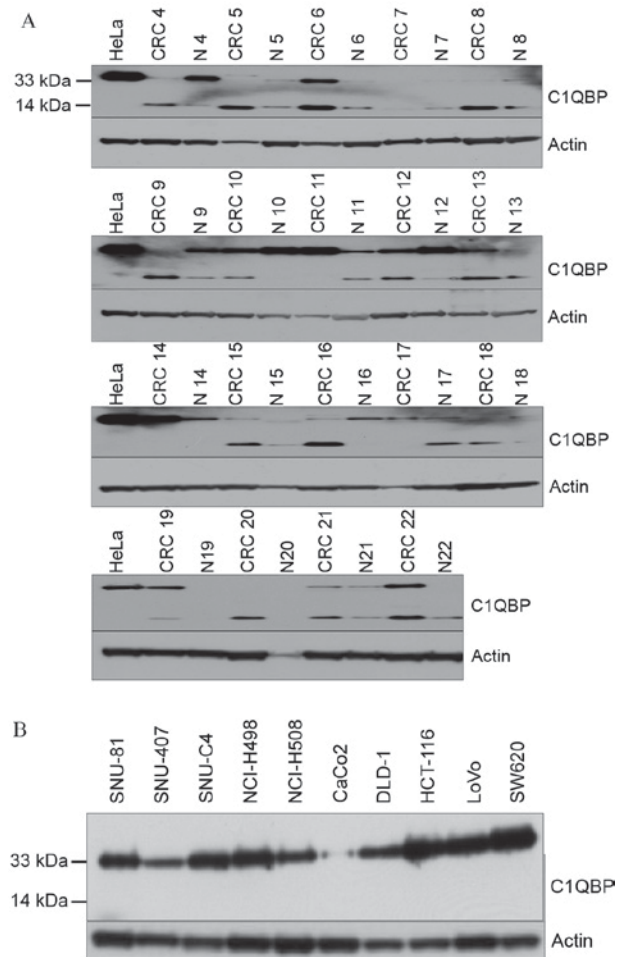 A
HeLa CRC 4 N 4 CRC 5 N 5 CRC 6 N 6 CRC 7 N 7 CRC 8 N 8
33 kDa
14 kDa
C1QBP
Actin
HeLa CRC 9 N 9 CRC 10 N 10 CRC 11 N 11 CRC 12 N 12 CRC 13 N 13
C1QBP
Actin
HeLa CRC 14 N 14 CRC 15 N 15 CRC 16 N 16 CRC 17 N 17 CRC 18 N 18
C1QBP
Actin
HeLa CRC 19 N19 CRC 20 N20 CRC 21 N21 CRC 22 N22
C1QBP
Actin
B
SNU-81 SNU-407 SNU-C4 NCI-H498 NCI-H508 CaCo2 DLD-1 HCT-116 LoVo SW620
33 kDa
14 kDa
C1QBP
Actin